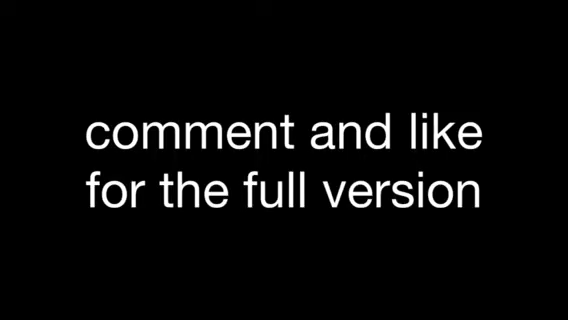 comment and like
for the full version